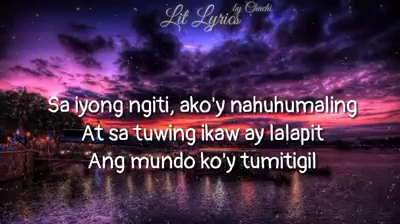 Lit Lyrics
by Chachi
Sa iyong ngiti, ako'y nahuhumaling
At sa tuwing ikaw ay lalapit
Ang mundo ko'y tumitigil